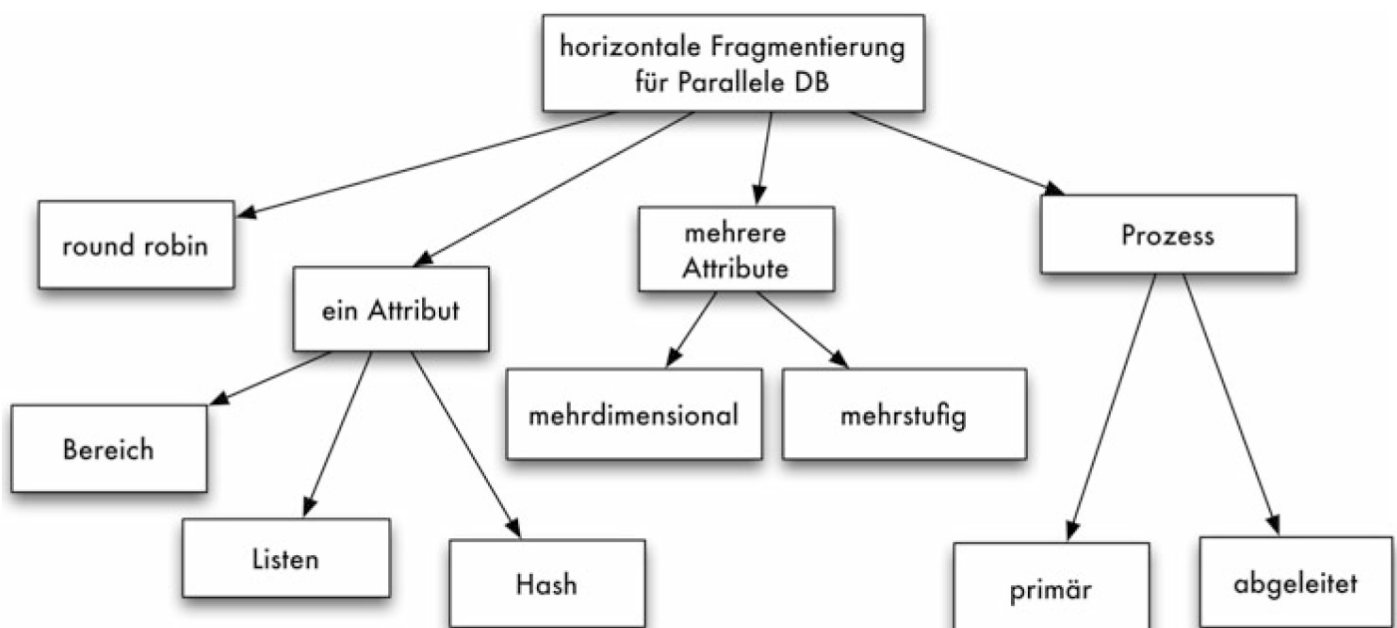 horizontale Fragmentierung
für Parallele DB
round robin
ein Attribut
mehrere
Attribute
Prozess
Bereich
Listen
Hash
mehrdimensional
mehrstufig
primär
abgeleitet